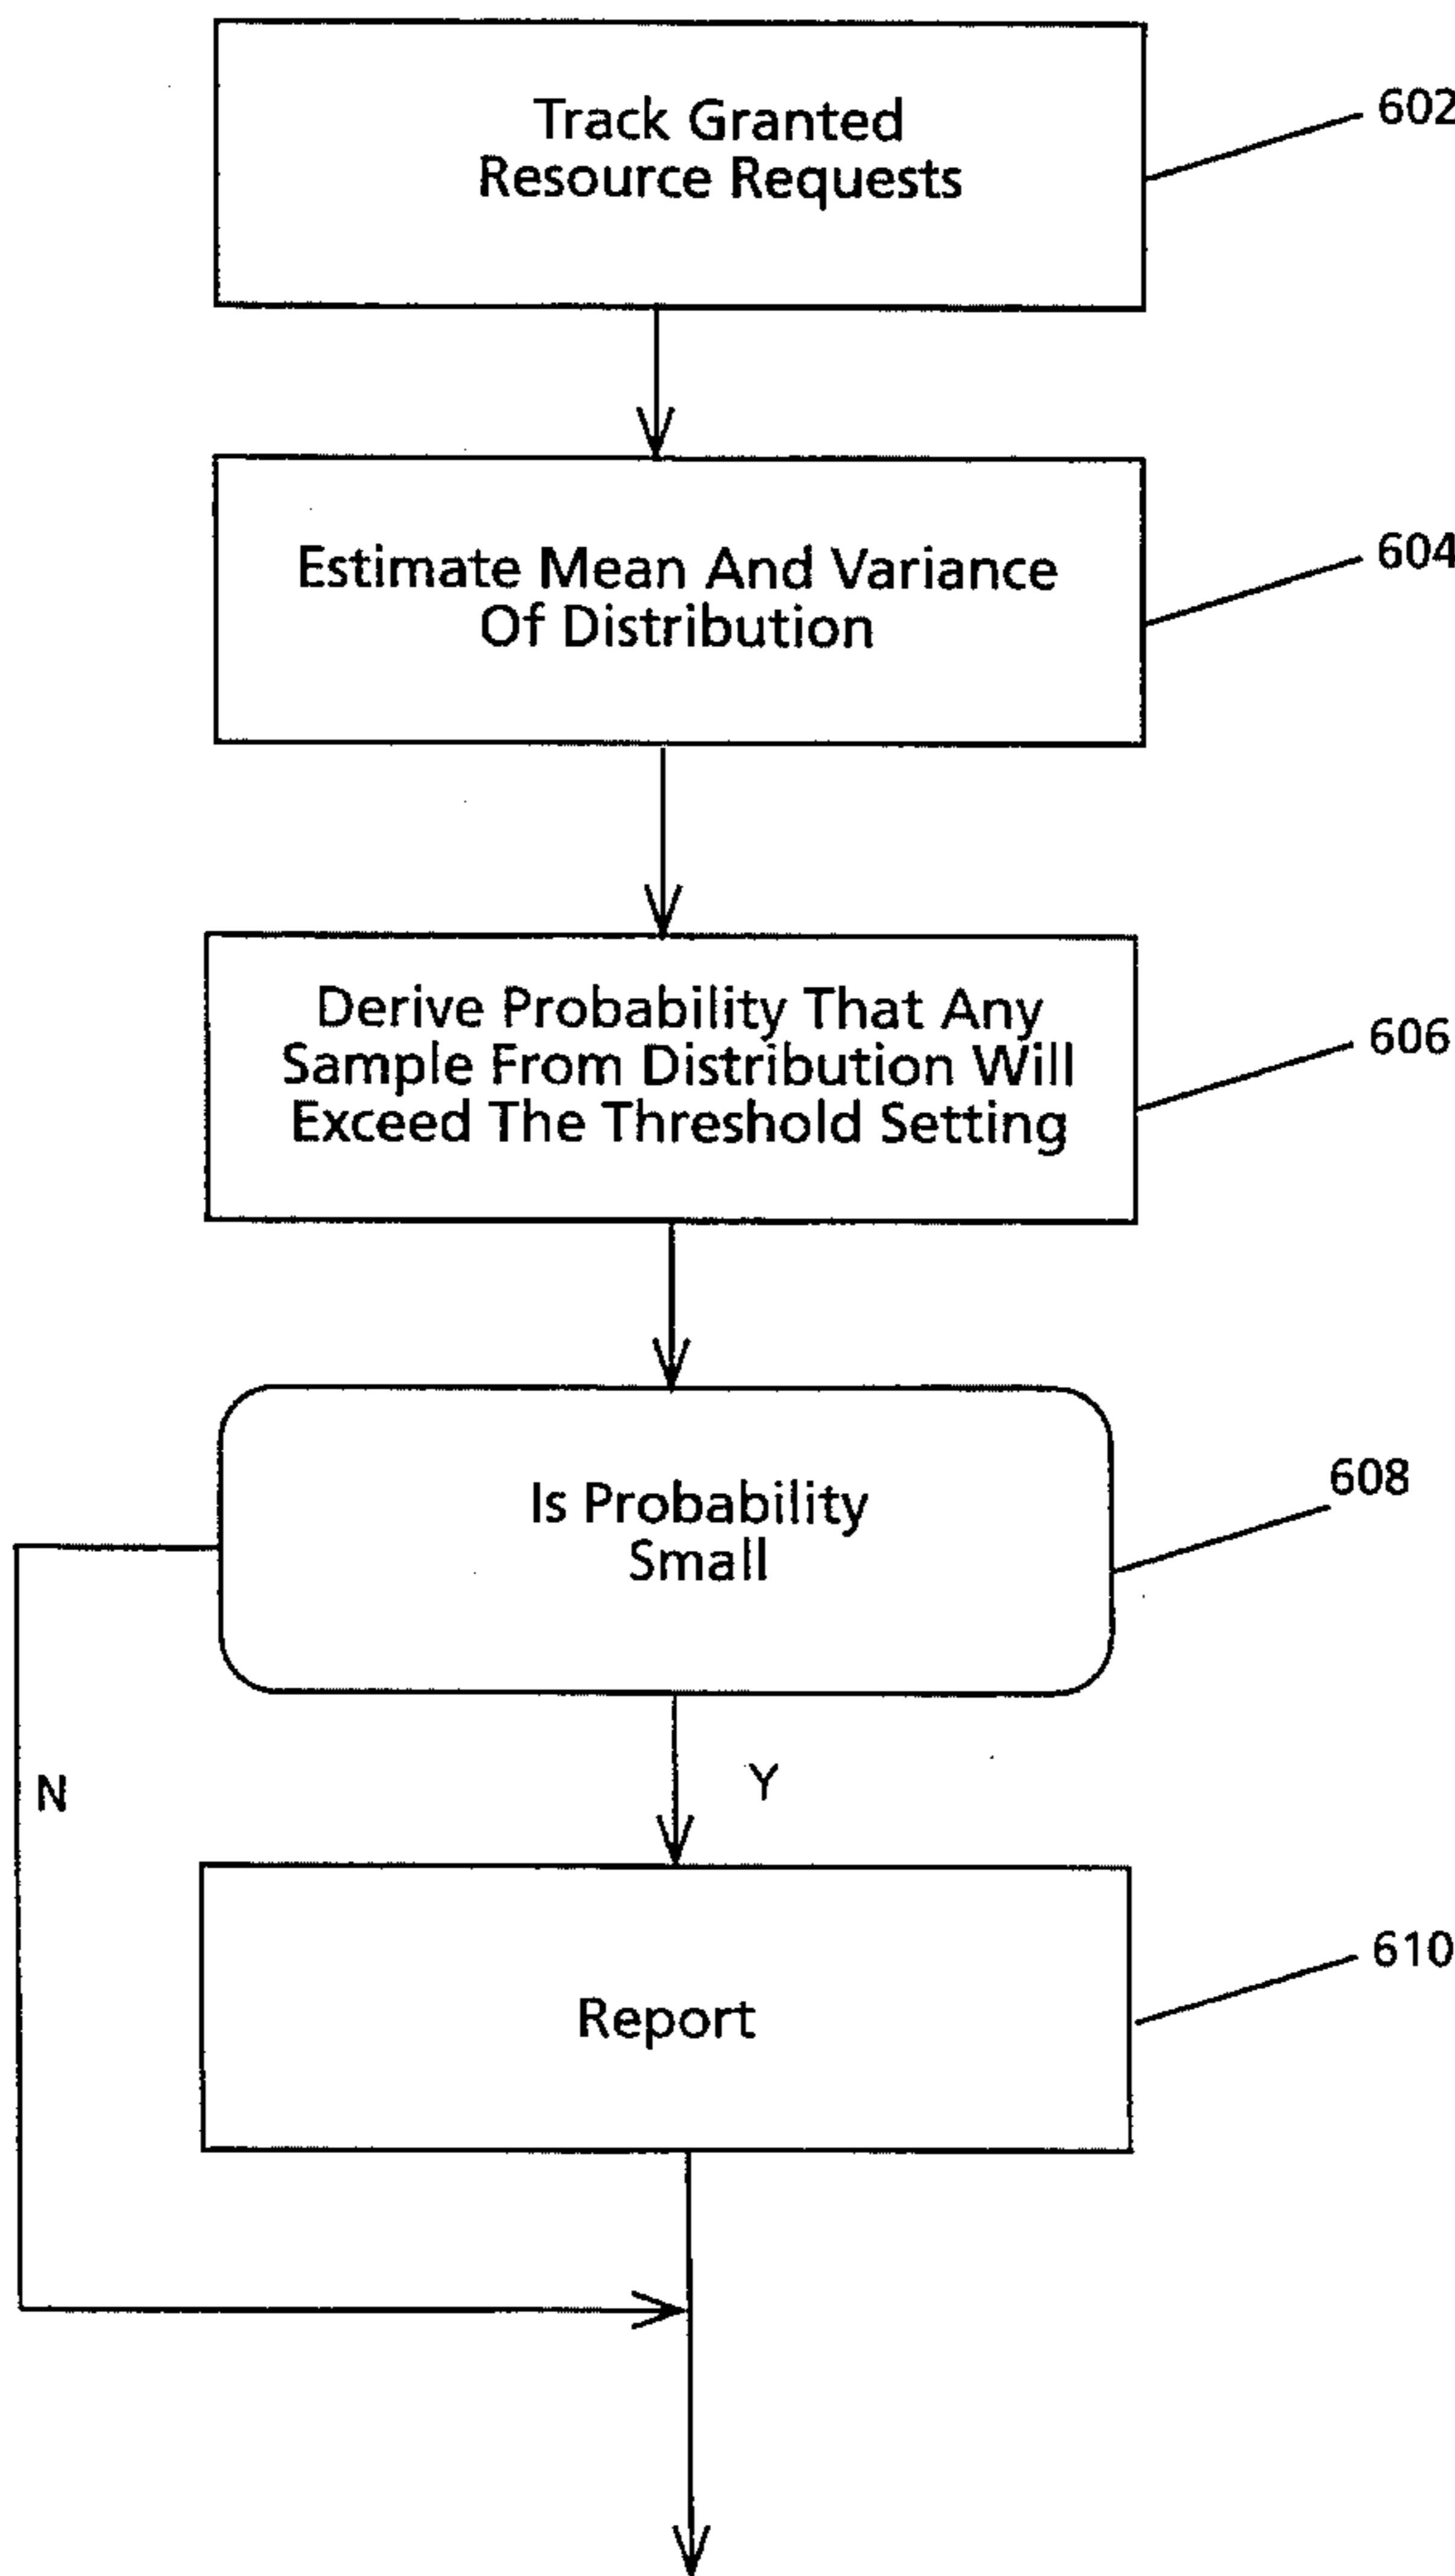 Track Granted
Resource Requests
602
Estimate Mean And Variance
Of Distribution
604
Derive Probability That Any
Sample From Distribution Will
Exceed The Threshold Setting
606
Is Probability
Small
608
N
Y
Report
610